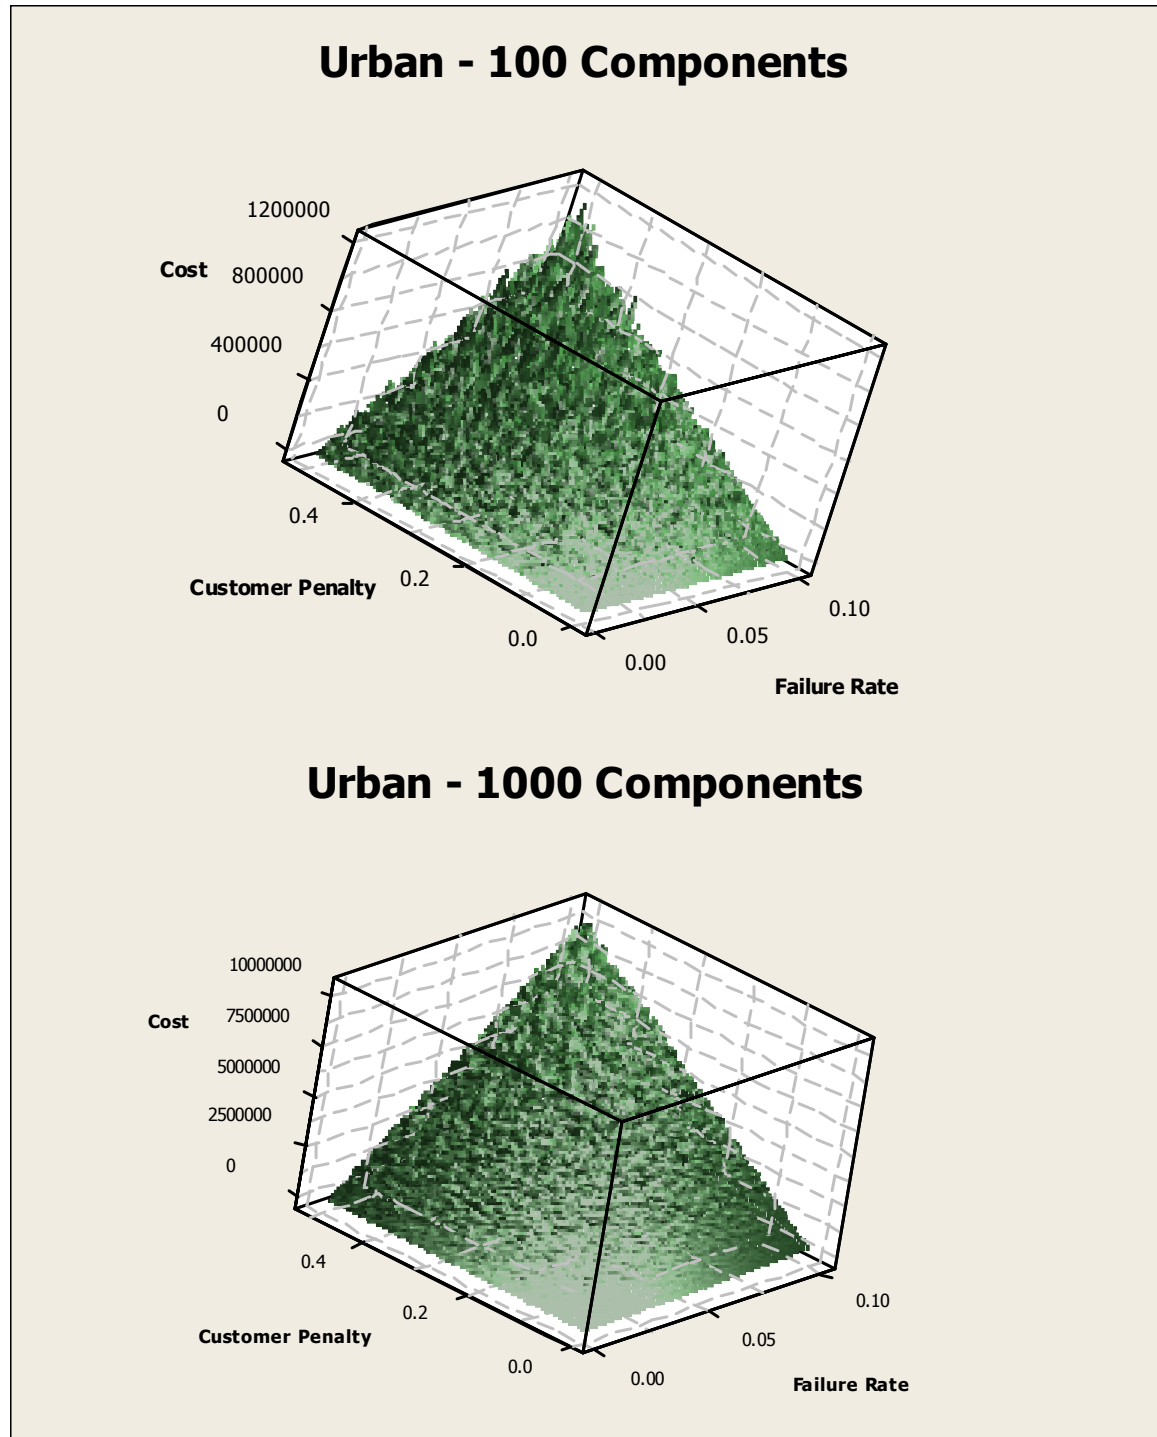 Urban - 100 Components
1200000
Cost
800000
400000
0
0.4
Customer Penalty
0.2
0.0
0.00
0.05
0.10
Failure Rate
Urban - 1000 Components
10000000
Cost
7500000
5000000
2500000
0
0.4
Customer Penalty
0.2
0.0
0.00
0.05
0.10
Failure Rate